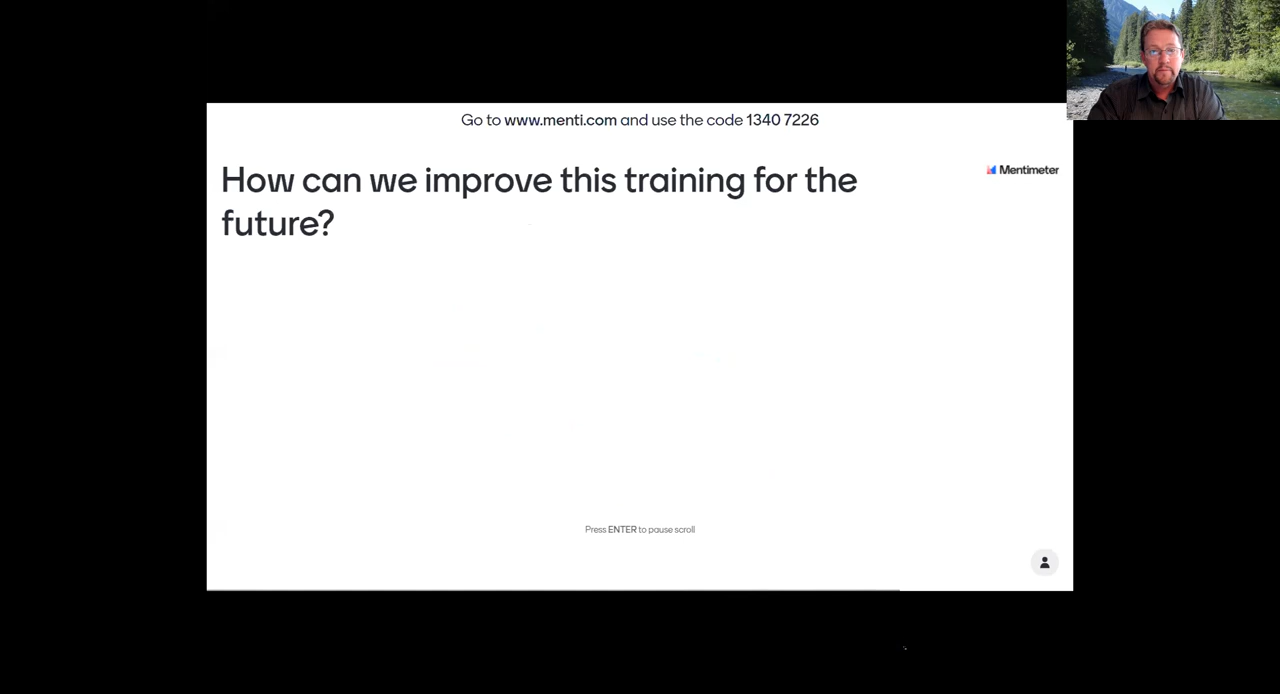 Go to www.menti.com and use the code 1340 7226
How can we improve this training for the
future?
Mentimeter
Press ENTER to pause scroll